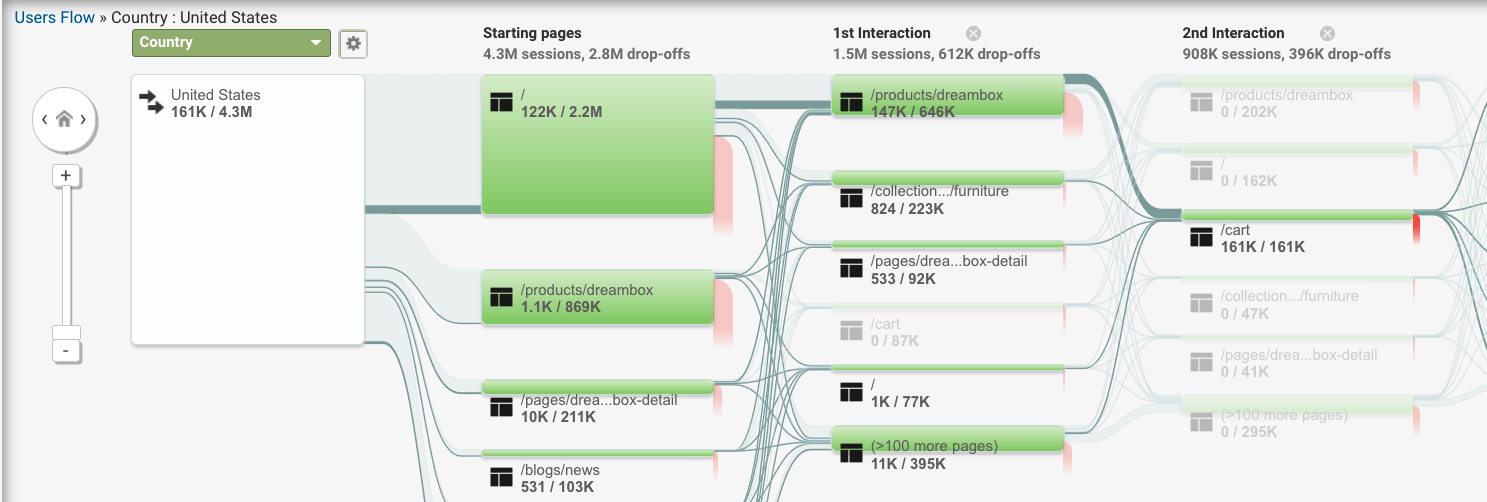 Users Flow » Country : United States
Country
Starting pages
4.3M sessions, 2.8M drop-offs
1st Interaction
1.5M sessions, 612K drop-offs
2nd Interaction
908K sessions, 396K drop-offs
United States
161K / 4.3M
+
-
/
122K / 2.2M
/products/dreambox
1.1K / 869K
/pages/drea...box-detail
10K / 211K
/blogs/news
531 / 103K
/products/dreambox
147K / 646K
/collection.../furniture
824 / 223K
/pages/drea...box-detail
533 / 92K
/cart
0 / 87K
/
1K / 77K
(>100 more pages)
11K / 395K
/products/dreambox
0 / 202K
/
0 / 162K
/cart
161K / 161K
/collection.../furniture
0 / 47K
/pages/drea...box-detail
0 / 41K
(>100 more pages)
0 / 295K